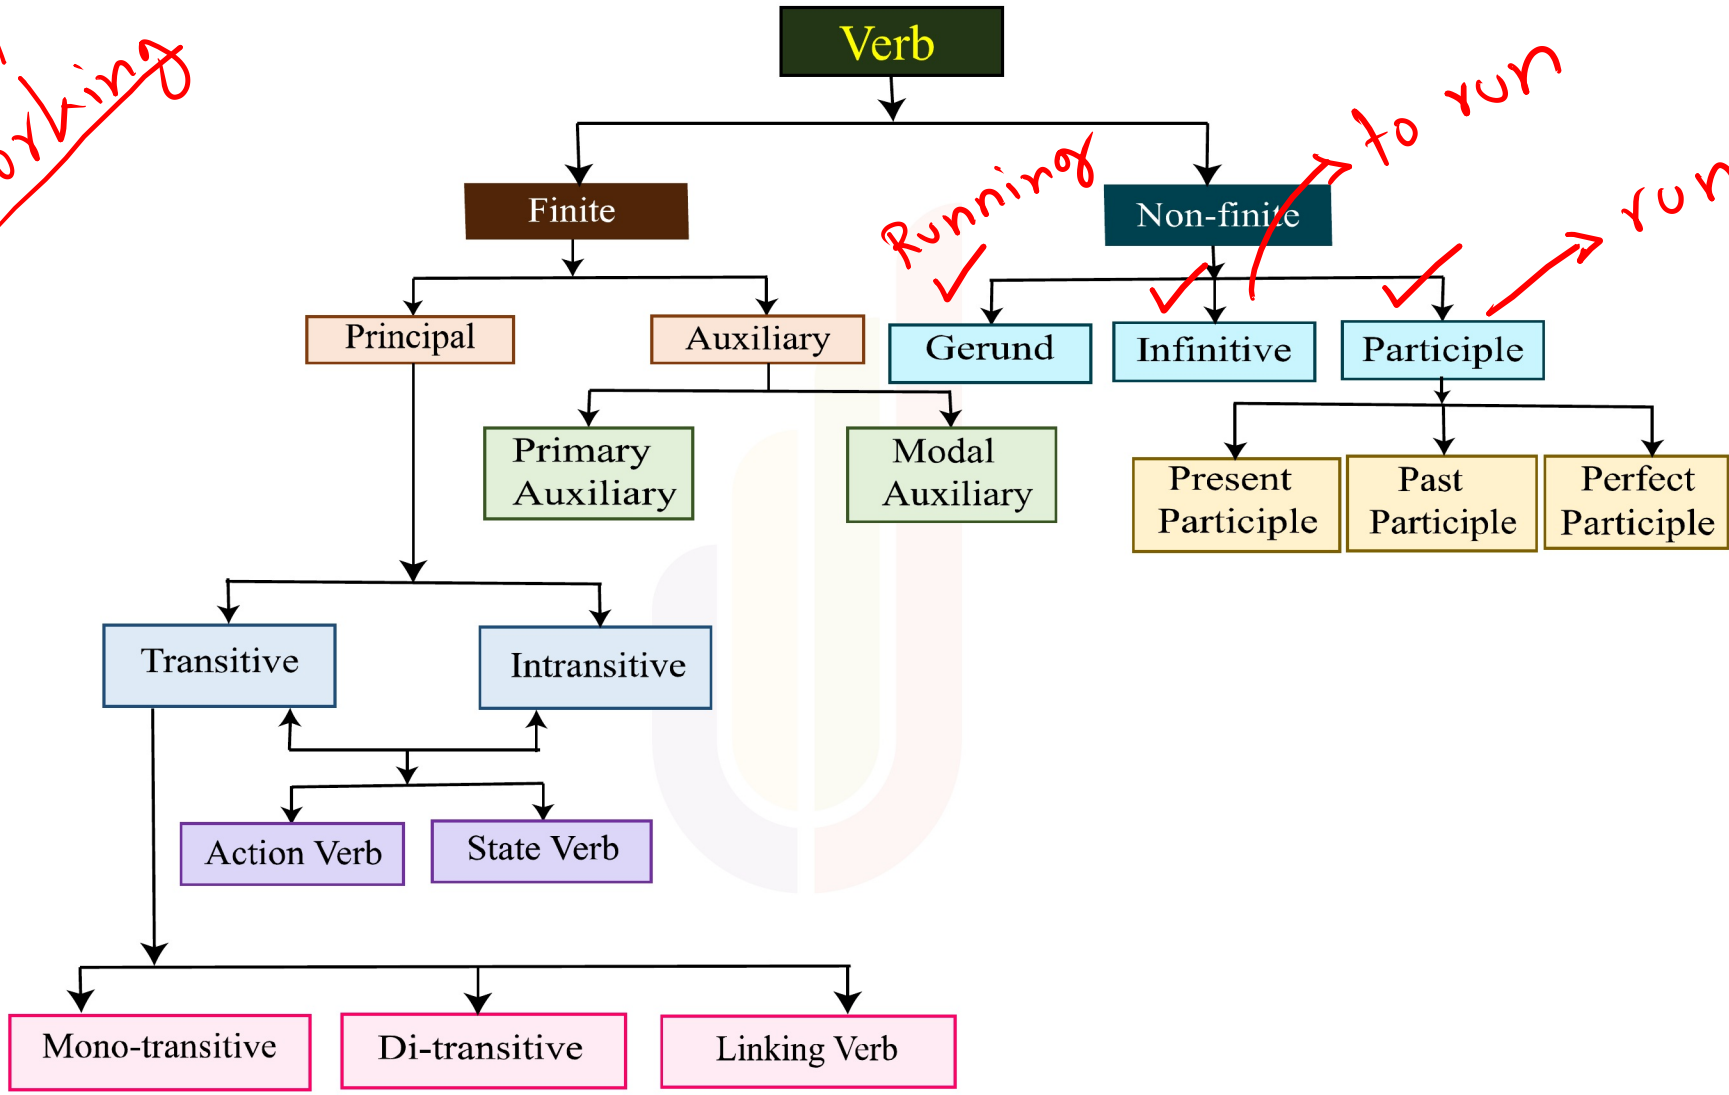 Verb
to run
Running
run
Finite
Non-finite
Principal
Auxiliary
Gerund
Infinitive
Participle
Primary
Auxiliary
Modal
Auxiliary
Present
Participle
Past
Participle
Perfect
Participle
Transitive
Intransitive
Action Verb
State Verb
Mono-transitive
Di-transitive
Linking Verb